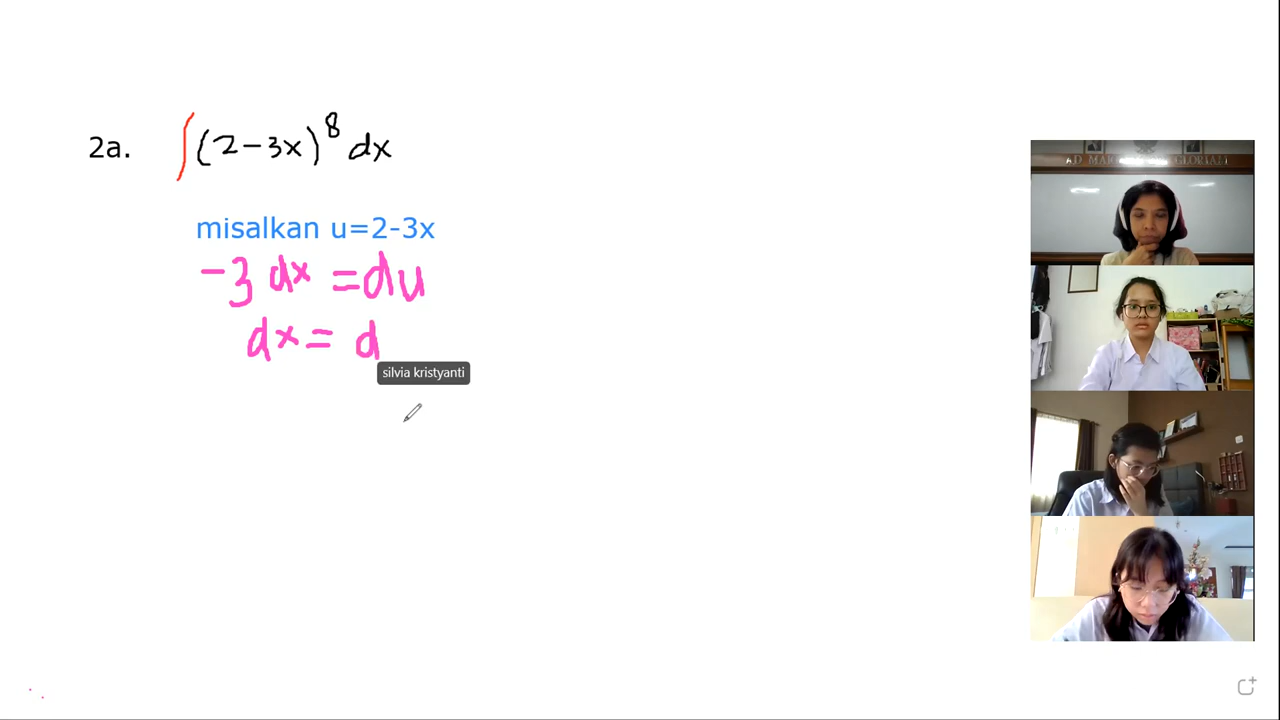 2a. ∫(2-3x)^8 dx
misalkan u=2-3x
-3 dx = du
dx = d
silvia kristyanti